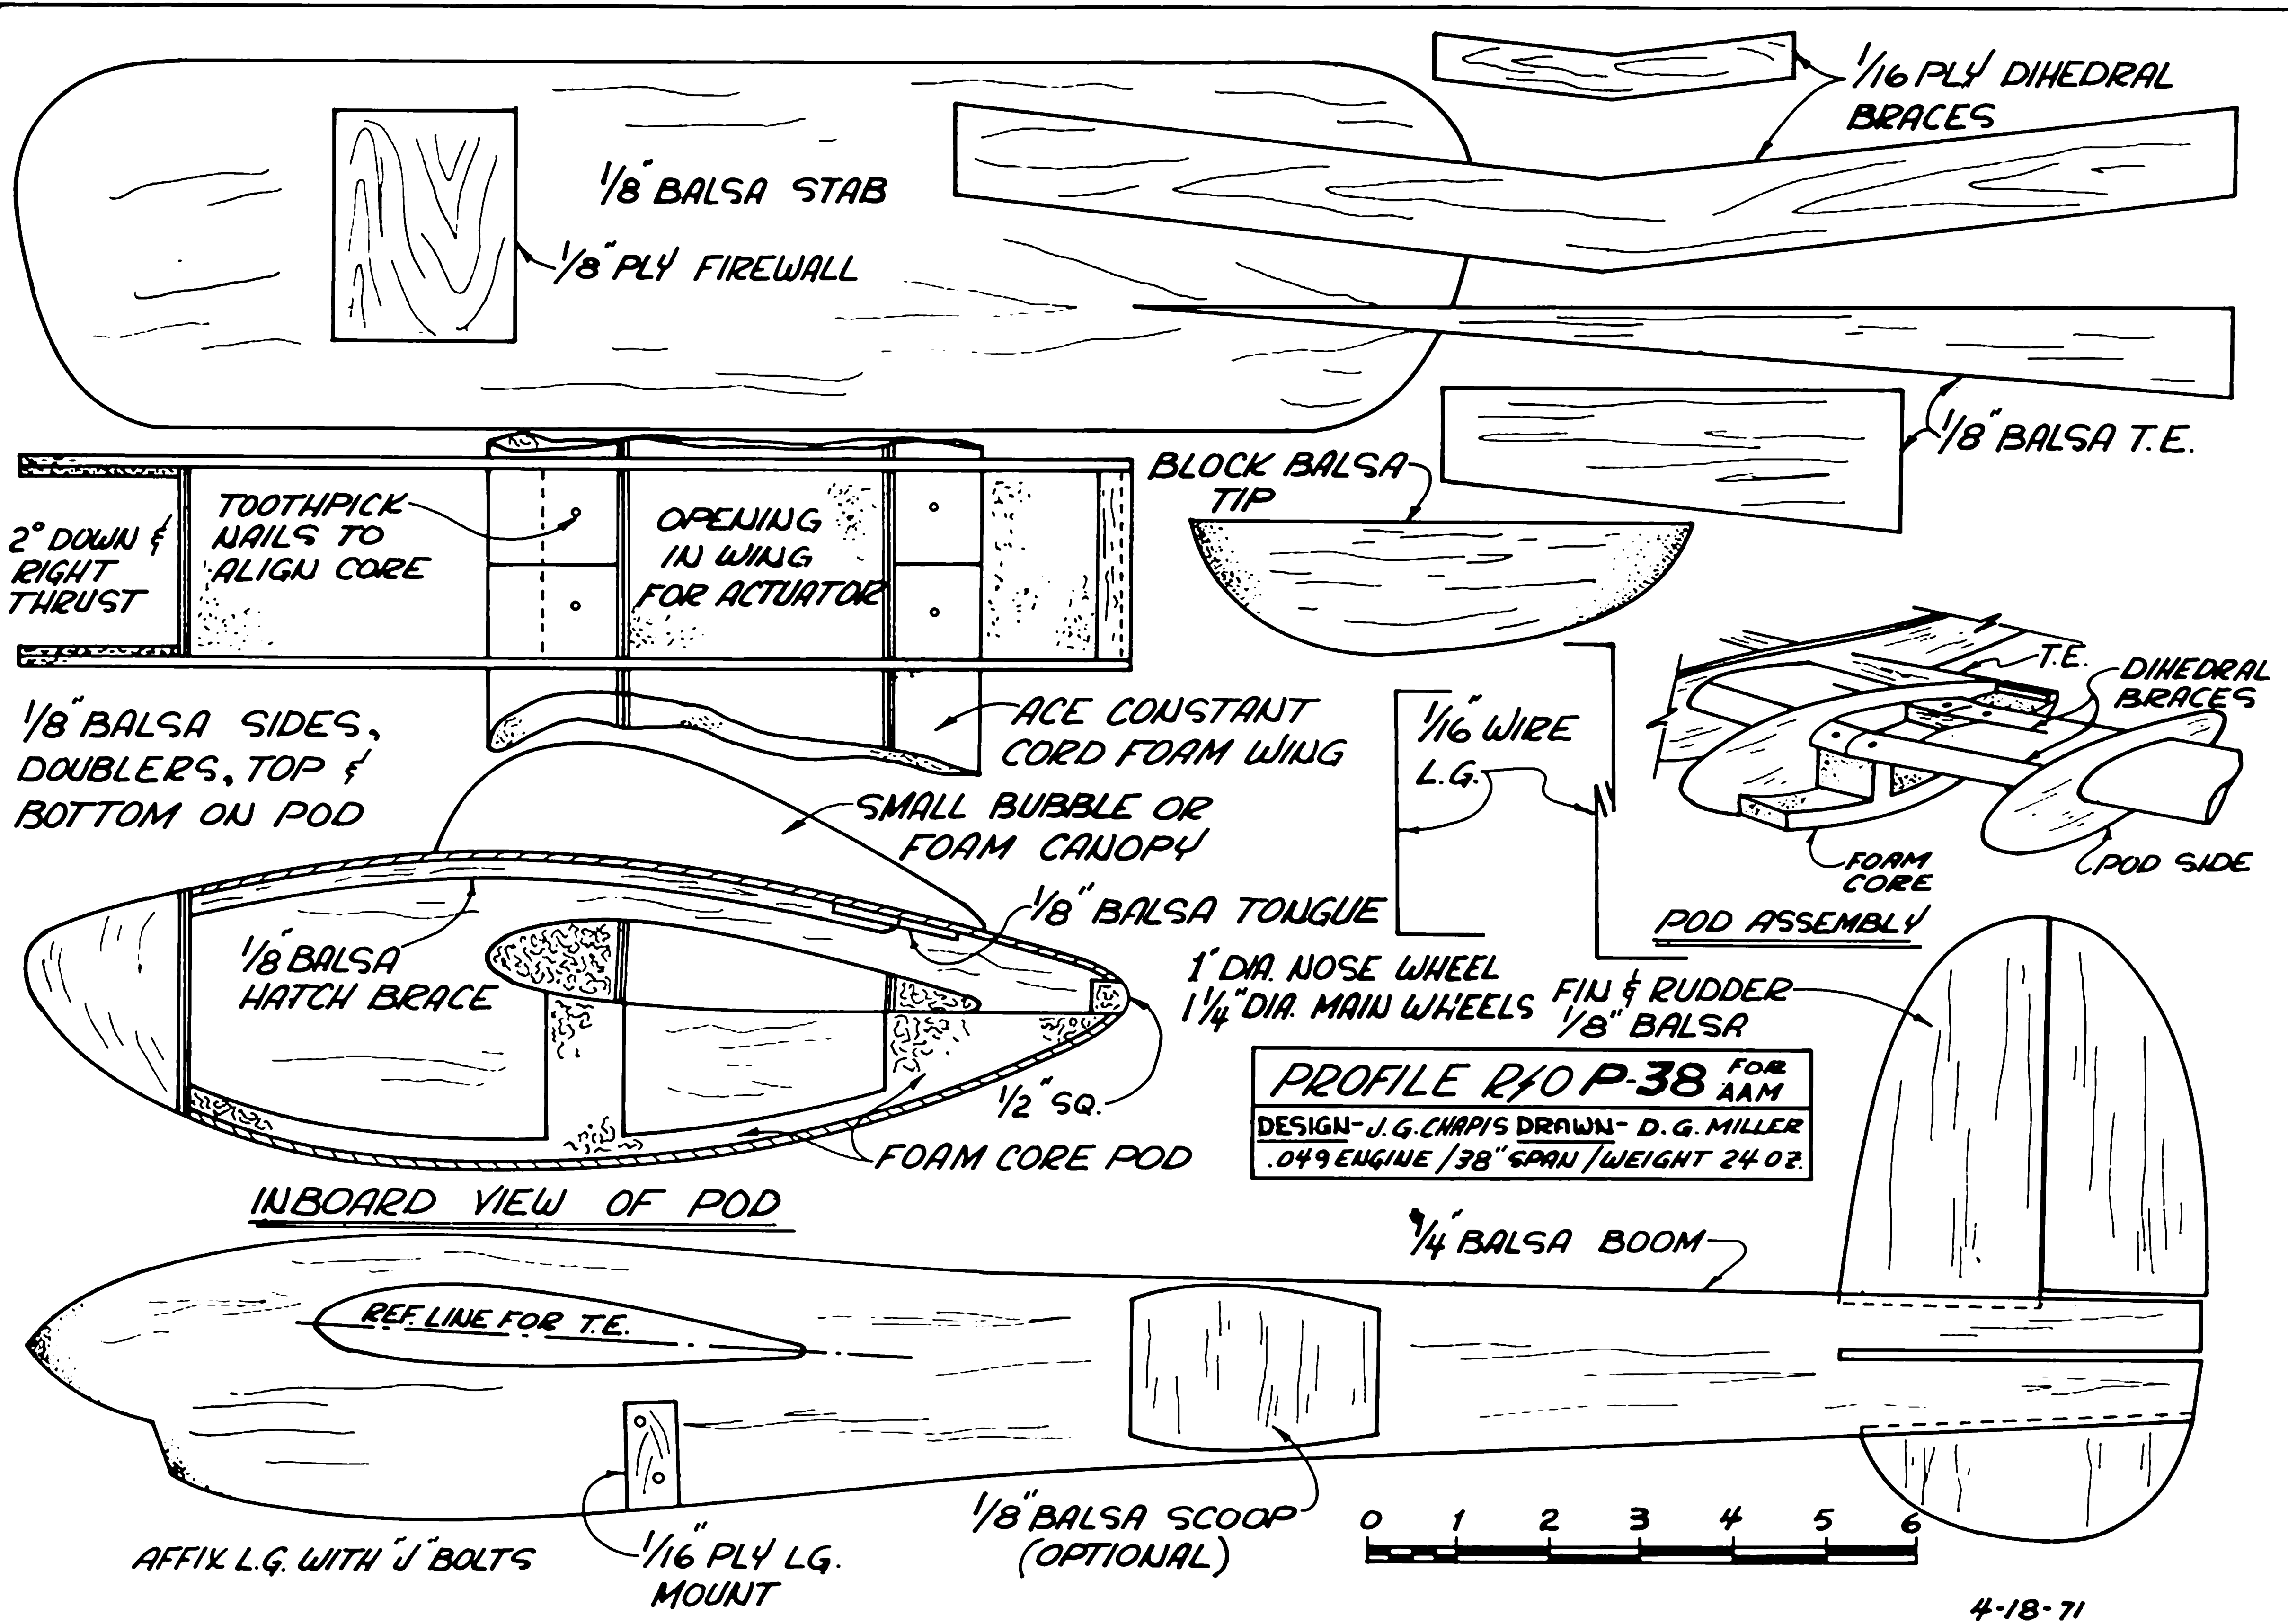 1/16 PLY DIHEDRAL
BRACES
1/8" BALSA STAB
1/8" PLY FIREWALL
1/8" BALSA T.E.
BLOCK BALSA
TIP
TOOTHPICK
NAILS TO
ALIGN CORE
OPENING
IN WING
FOR ACTUATOR
2° DOWN &
RIGHT
THRUST
1/8" BALSA SIDES,
DOUBLERS, TOP &
BOTTOM ON POD
ACE CONSTANT
CORD FOAM WING
1/16" WIRE
L.G.
T.E.
DIHEDRAL
BRACES
FOAM
CORE
POD SIDE
POD ASSEMBLY
SMALL BUBBLE OR
FOAM CANOPY
1/8" BALSA TONGUE
1/8" BALSA
HATCH BRACE
1" DIA. NOSE WHEEL
1 1/4" DIA. MAIN WHEELS
FIN & RUDDER
1/8" BALSA
1/2" SQ.
FOAM CORE POD
INBOARD VIEW OF POD
PROFILE R/O P-38 FOR
AAM
DESIGN - J.G. CHAPIS DRAWN - D.G. MILLER
.049 ENGINE / 38" SPAN / WEIGHT 24 OZ.
1/4" BALSA BOOM
REF. LINE FOR T.E.
1/8" BALSA SCOOP
(OPTIONAL)
AFFIX L.G. WITH "J" BOLTS
1/16" PLY LG.
MOUNT
0 1 2 3 4 5 6
4-18-71